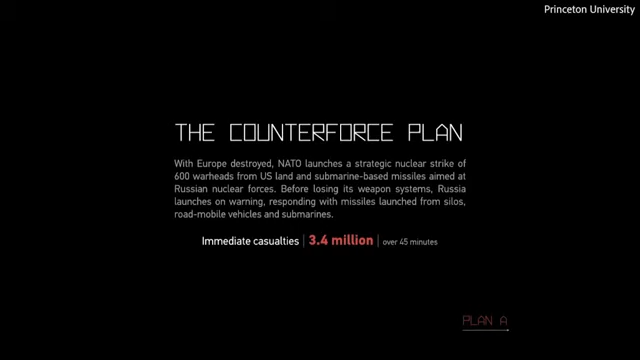 Princeton University
THE COUNTERFORCE PLAN
With Europe destroyed, NATO launches a strategic nuclear strike of
600 warheads from US land and submarine-based missiles aimed at
Russian nuclear forces. Before losing its weapon systems, Russia
launches on warning, responding with missiles launched from silos,
road-mobile vehicles and submarines.
Immediate casualties | 3.4 million | over 45 minutes
PLAN A